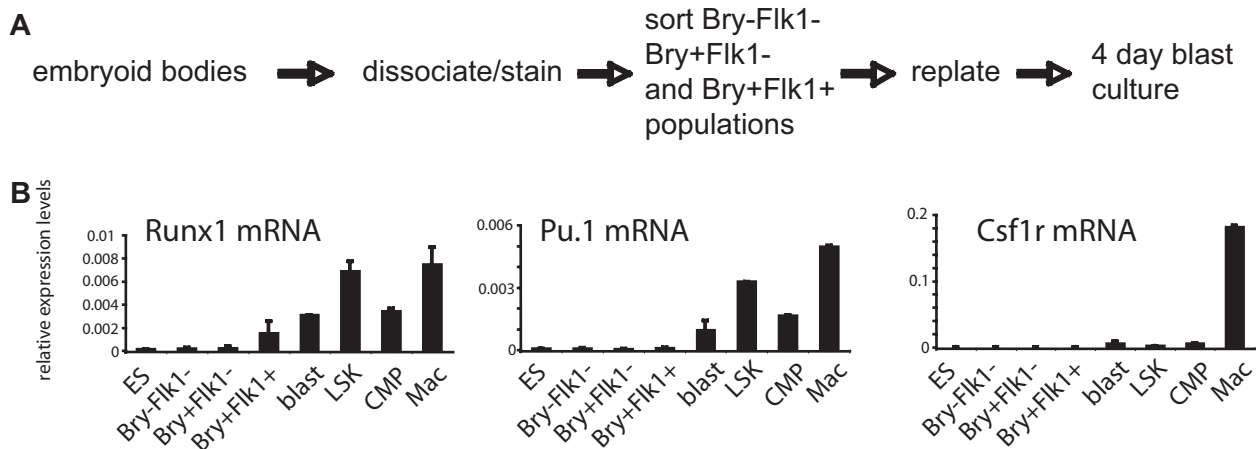 A
embryoid bodies
dissociate/stain
sort Bry-Flk1-
Bry+Flk1-
and Bry+Flk1+
populations
replate
4 day blast
culture
B
relative expression levels
Runx1 mRNA
0.01
0.008
0.006
0.004
0.002
0
ES
Bry-Flk1-
Bry+Flk1-
Bry+Flk1+
blast
LSK
CMP
Mac
Pu.1 mRNA
0.006
0.003
0
ES
Bry-Flk1-
Bry+Flk1-
Bry+Flk1+
blast
LSK
CMP
Mac
Csf1r mRNA
0.2
0.1
0
ES
Bry-Flk1-
Bry+Flk1-
Bry+Flk1+
blast
LSK
CMP
Mac